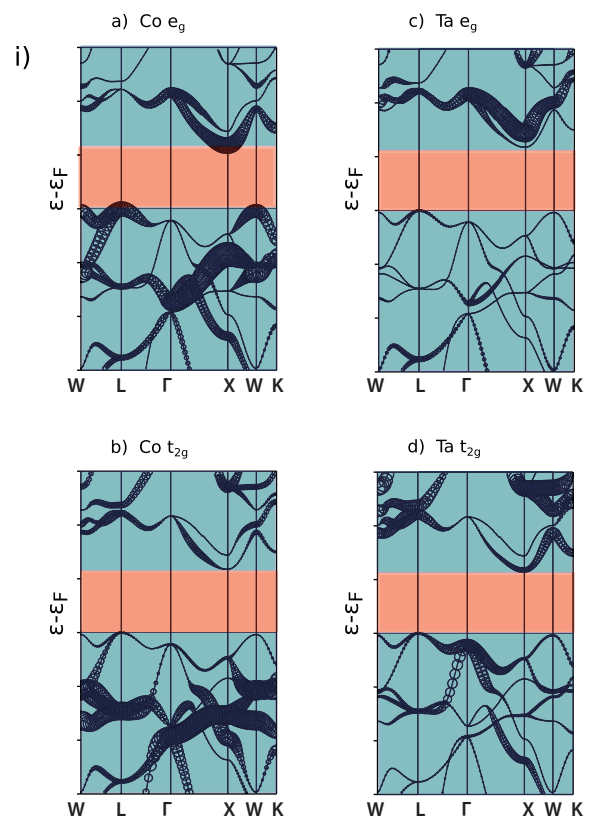 a) Co eg
c) Ta eg
i)
ε-εF
ε-εF
W L Γ X W K
W L Γ X W K
b) Co t2g
d) Ta t2g
ε-εF
ε-εF
W L Γ X W K
W L Γ X W K